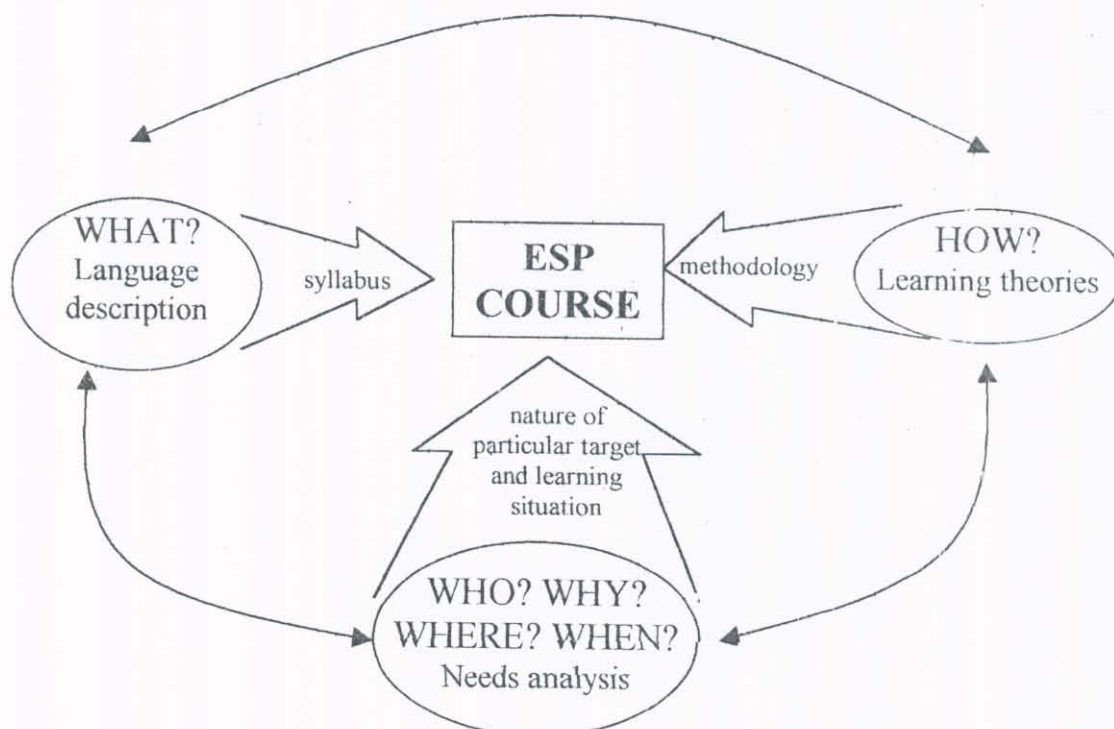 WHAT?
Language
description
syllabus
ESP
COURSE
methodology
HOW?
Learning theories
nature of
particular target
and learning
situation
WHO? WHY?
WHERE? WHEN?
Needs analysis